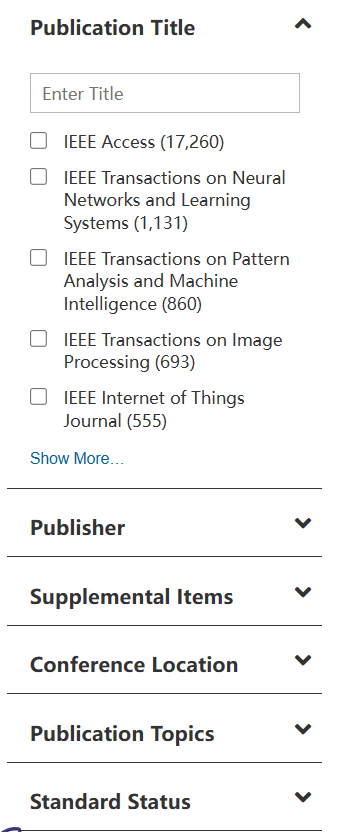 Publication Title
Enter Title
IEEE Access (17,260)
IEEE Transactions on Neural
Networks and Learning
Systems (1,131)
IEEE Transactions on Pattern
Analysis and Machine
Intelligence (860)
IEEE Transactions on Image
Processing (693)
IEEE Internet of Things
Journal (555)
Show More...
Publisher
Supplemental Items
Conference Location
Publication Topics
Standard Status